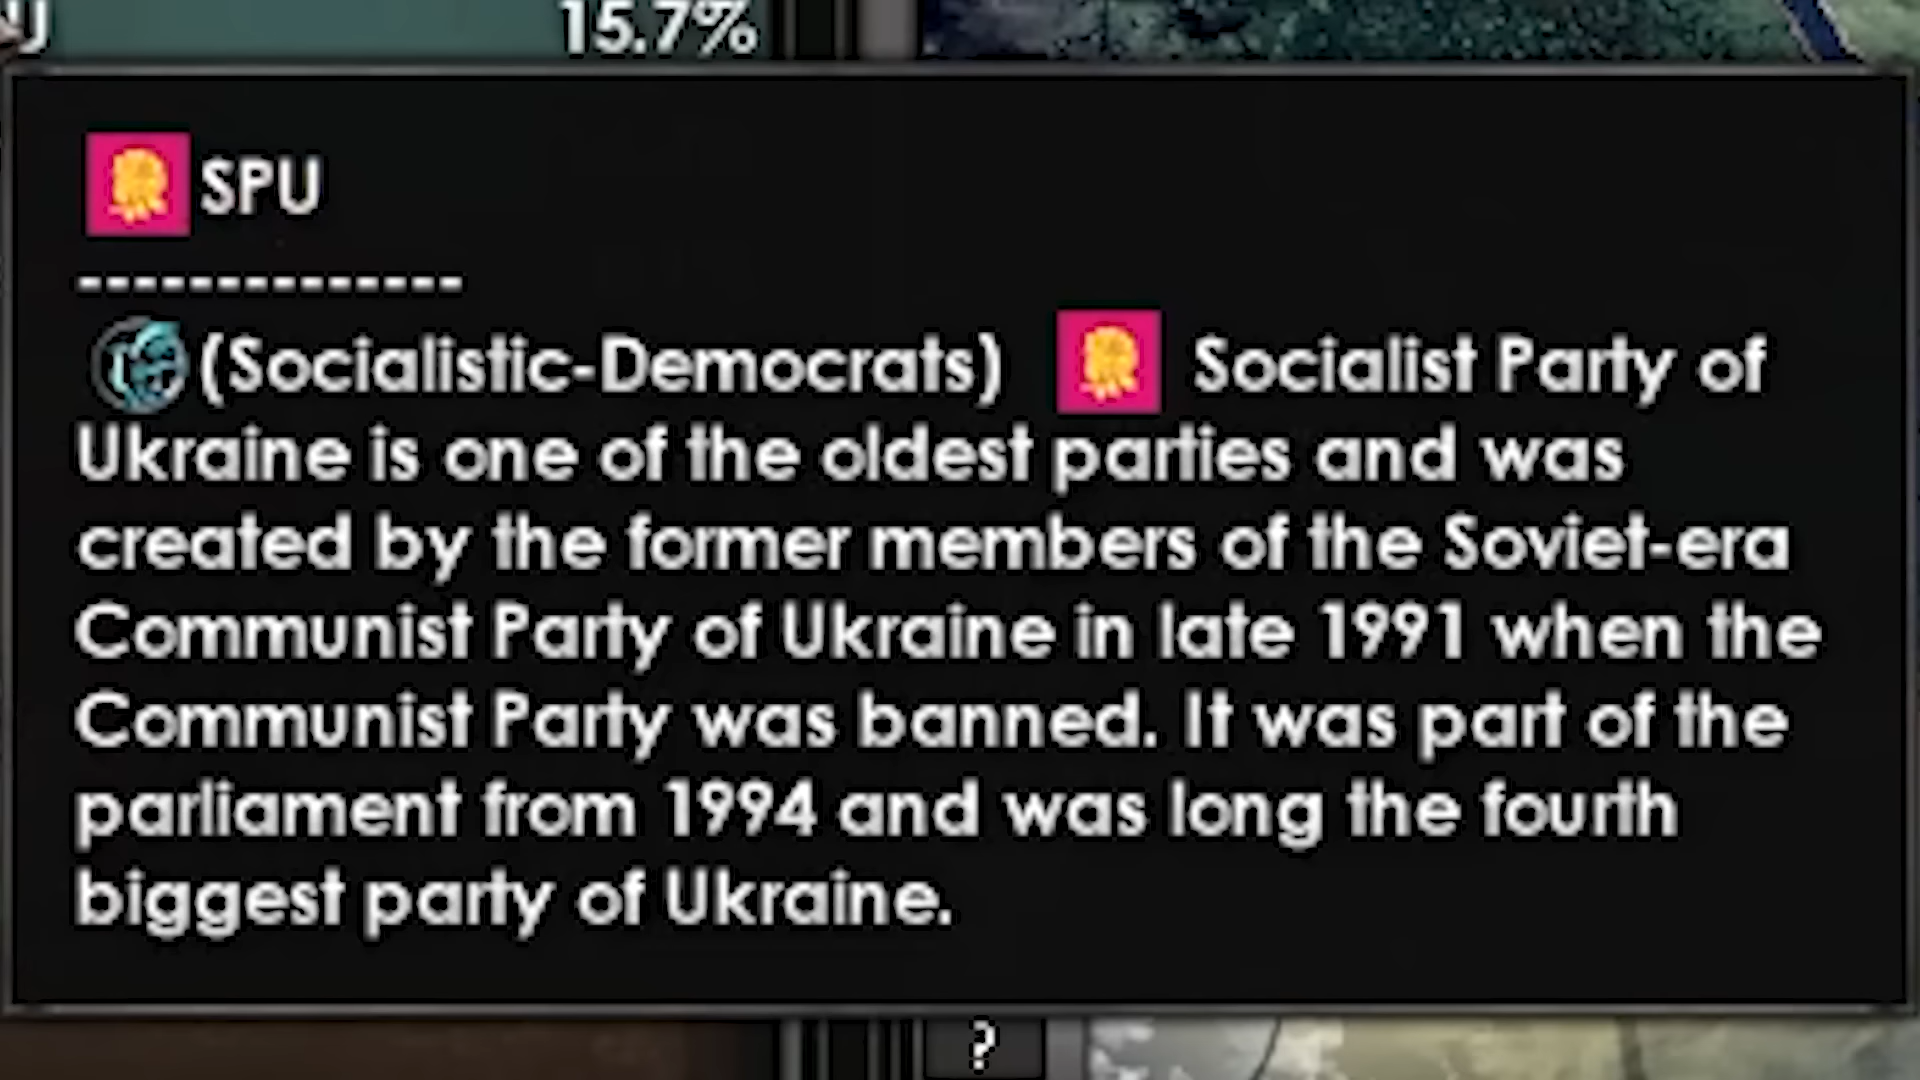 15.7%
SPU
--------------
(Socialistic-Democrats) Socialist Party of
Ukraine is one of the oldest parties and was
created by the former members of the Soviet-era
Communist Party of Ukraine in late 1991 when the
Communist Party was banned. It was part of the
parliament from 1994 and was long the fourth
biggest party of Ukraine.
?